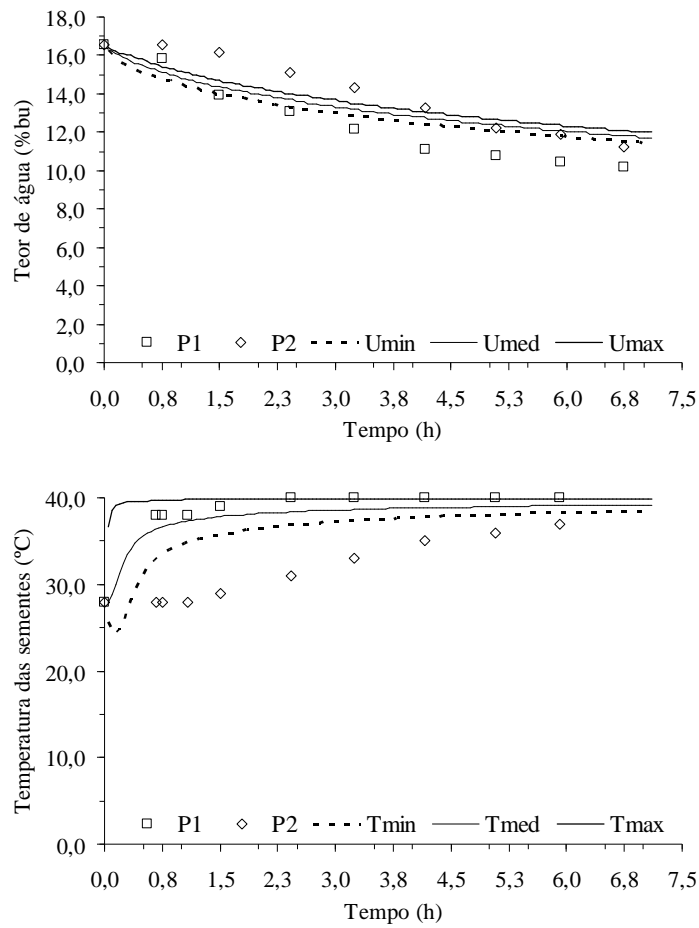 18,0
16,0
14,0
12,0
10,0
8,0
6,0
4,0
2,0
0,0
Teor de água (%bu)
P1 P2 Umin Umed Umax
0,0 0,8 1,5 2,3 3,0 3,8 4,5 5,3 6,0 6,8 7,5
Tempo (h)
40,0
30,0
20,0
10,0
0,0
Temperatura das sementes (ºC)
P1 P2 Tmin Tmed Tmax
0,0 0,8 1,5 2,3 3,0 3,8 4,5 5,3 6,0 6,8 7,5
Tempo (h)